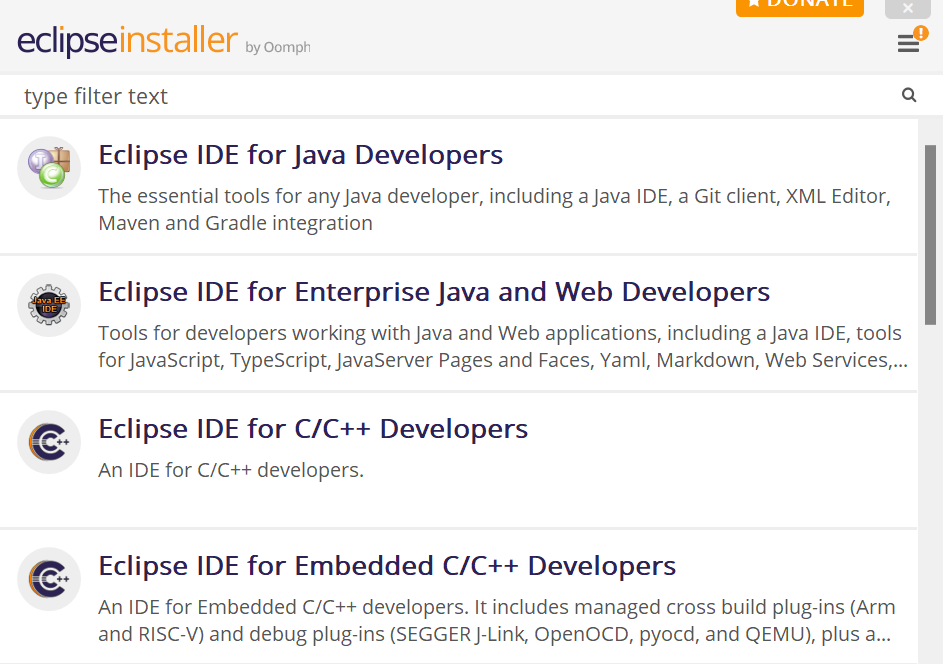 DONATE
eclipseinstaller by Oomph
type filter text
Eclipse IDE for Java Developers
The essential tools for any Java developer, including a Java IDE, a Git client, XML Editor,
Maven and Gradle integration
Java EE
IDE
Eclipse IDE for Enterprise Java and Web Developers
Tools for developers working with Java and Web applications, including a Java IDE, tools
for JavaScript, TypeScript, JavaServer Pages and Faces, Yaml, Markdown, Web Services,...
C++
Eclipse IDE for C/C++ Developers
An IDE for C/C++ developers.
C++
Eclipse IDE for Embedded C/C++ Developers
An IDE for Embedded C/C++ developers. It includes managed cross build plug-ins (Arm
and RISC-V) and debug plug-ins (SEGGER J-Link, OpenOCD, pyocd, and QEMU), plus a...